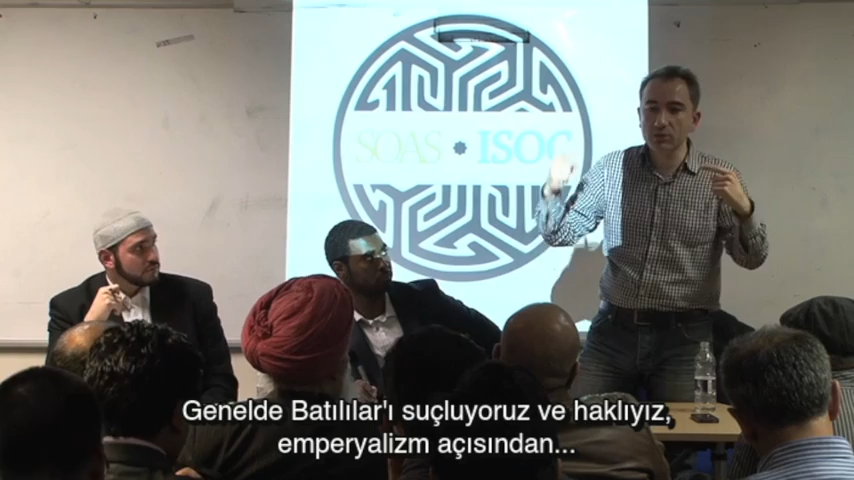 SOAS · ISOC
Genelde Batılılar'ı suçluyoruz ve haklıyız,
emperyalizm açısından...